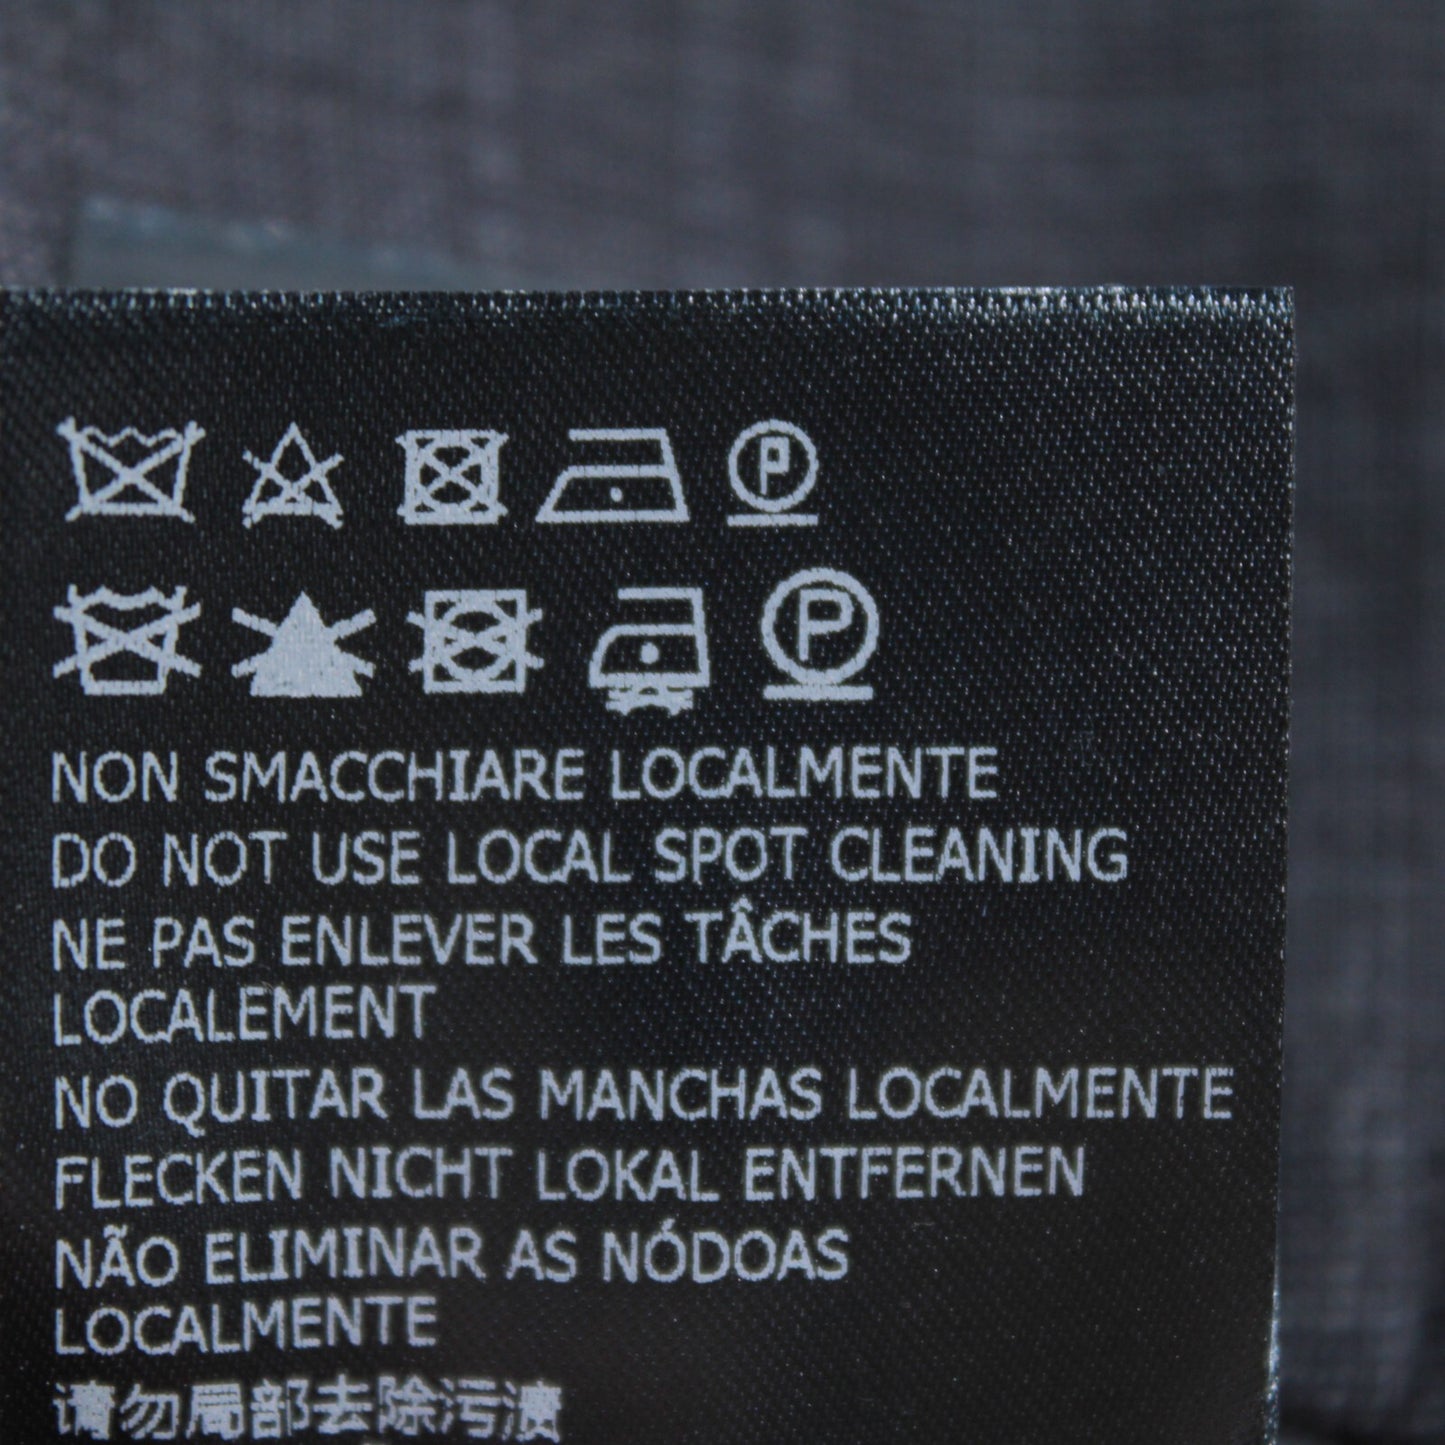 P
P
NON SMACCHIARE LOCALMENTE
DO NOT USE LOCAL SPOT CLEANING
NE PAS ENLEVER LES TÂCHES
LOCALEMENT
NO QUITAR LAS MANCHAS LOCALMENTE
FLECKEN NICHT LOKAL ENTFERNEN
NÃO ELIMINAR AS NÓDOAS
LOCALMENTE
请勿局部去除污渍